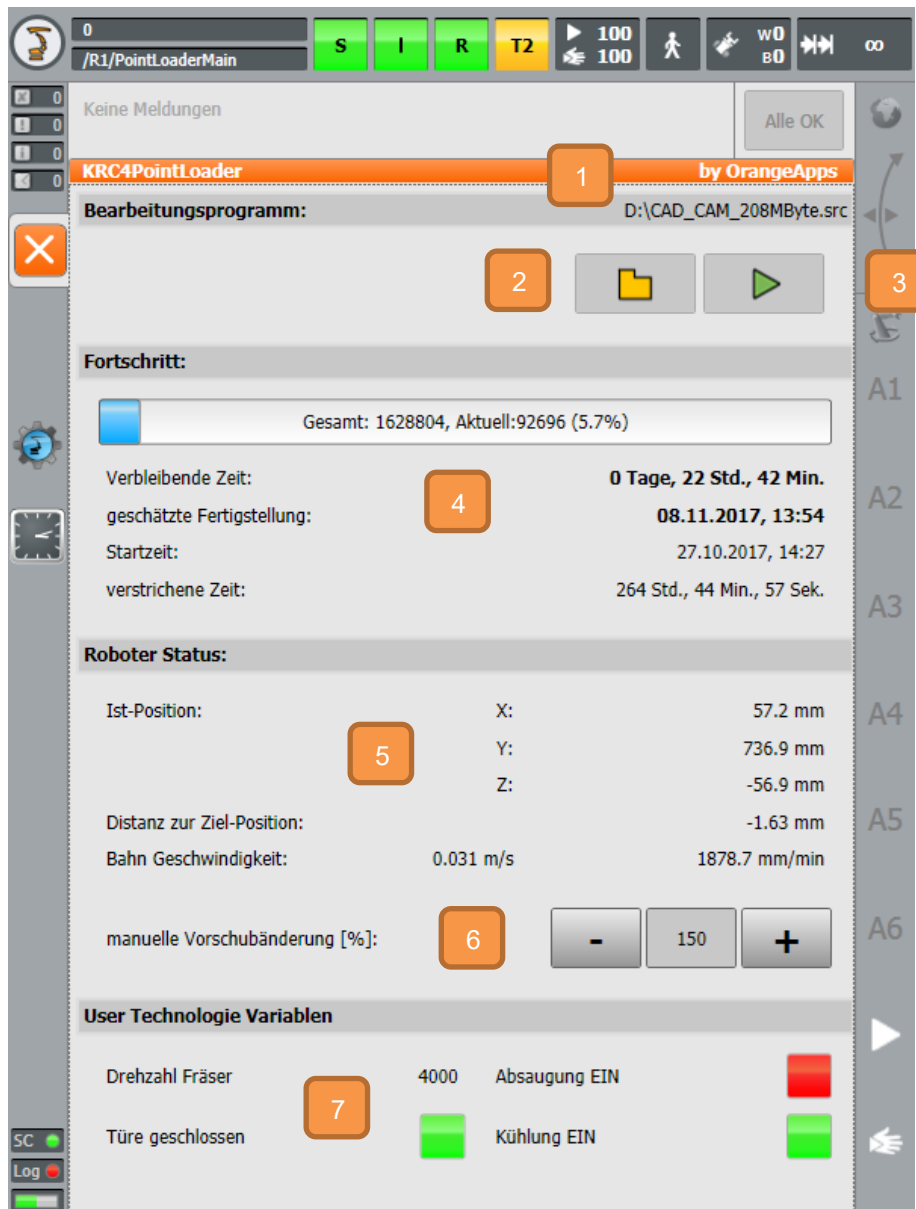 0
/R1/PointLoaderMain
S I R T2
100
100
W0
B0
∞
0
0
0
0
Keine Meldungen
Alle OK
KRC4PointLoader
1
by OrangeApps
Bearbeitungsprogramm:
D:\CAD_CAM_208MByte.src
2
3
Fortschritt:
A1
Gesamt: 1628804, Aktuell:92696 (5.7%)
Verbleibende Zeit: 0 Tage, 22 Std., 42 Min.
4
A2
geschätzte Fertigstellung: 08.11.2017, 13:54
Startzeit: 27.10.2017, 14:27
verstrichene Zeit: 264 Std., 44 Min., 57 Sek.
A3
Roboter Status:
Ist-Position: X: 57.2 mm
A4
5
Y: 736.9 mm
Z: -56.9 mm
Distanz zur Ziel-Position: -1.63 mm
A5
Bahn Geschwindigkeit: 0.031 m/s 1878.7 mm/min
manuelle Vorschubänderung [%]: 6 - 150 +
A6
User Technologie Variablen
Drehzahl Fräser 4000 Absaugung EIN
7
Türe geschlossen Kühlung EIN
SC
Log